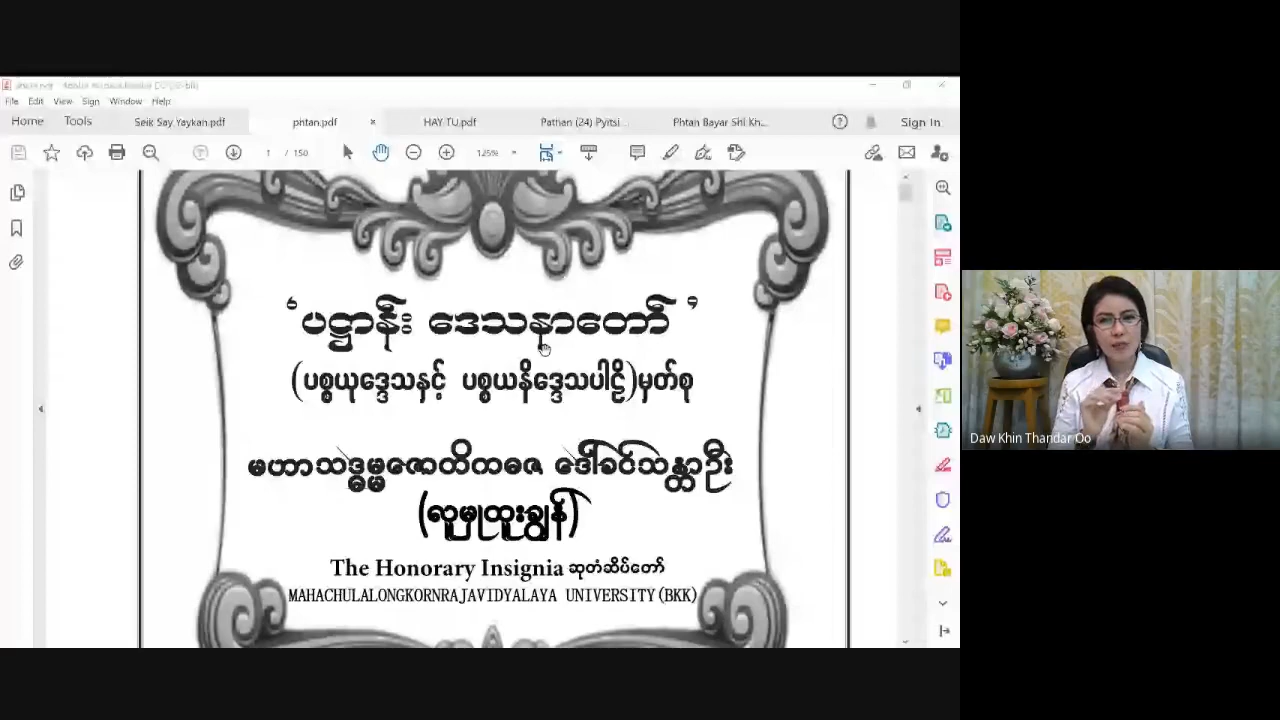 File Edit View Sign Window Help
Home Tools Seik Say Yaykan.pdf phtan.pdf × HAY TU.pdf Pathan (24) Pyitsi... Phtan Bayar Shi Kh... Sign In
1 / 150 125%
‘ပဋ္ဌာန်း ဒေသနာတော်’
(ပစ္စယုဒ္ဒေသနှင့် ပစ္စယနိဒ္ဒေသပါဠိ)မှတ်စု
မဟာသဒ္ဓမ္မဇောတိကဓဇ ဒေါ်ခင်သန္တာဦး
(လူမှုထူးချွန်)
The Honorary Insignia ဆုတံဆိပ်တော်
MAHACHULALONGKORNRAJAVIDYALAYA UNIVERSITY(BKK)
Daw Khin Thandar Oo